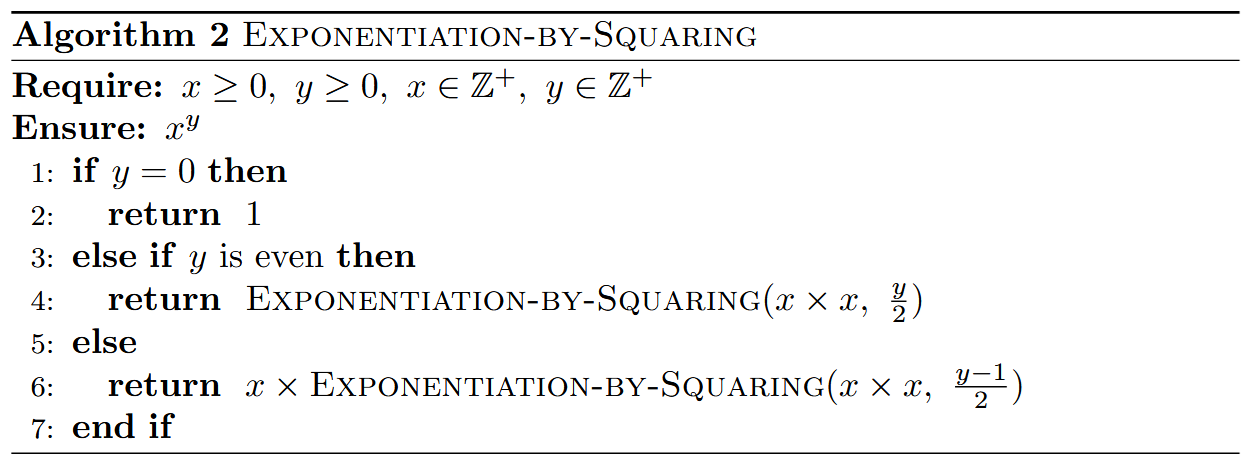 Algorithm 2 Exponentiation-by-Squaring
Require: x ≥ 0, y ≥ 0, x ∈ ℤ⁺, y ∈ ℤ⁺
Ensure: xʸ
1: if y = 0 then
2: return 1
3: else if y is even then
4: return Exponentiation-by-Squaring(x × x, y/2)
5: else
6: return x × Exponentiation-by-Squaring(x × x, (y−1)/2)
7: end if